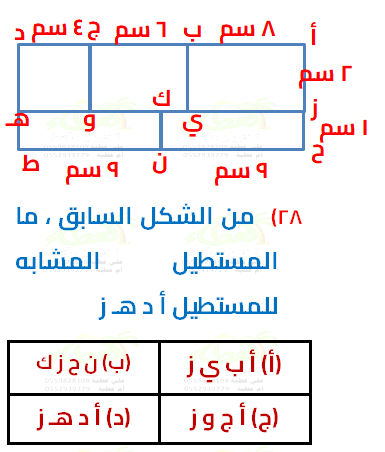 أ ٨ سم ب ٦ سم ج ٤ سم د
٢ سم
ك
ز ي و هـ
١ سم
ح ن ط
٩ سم ٩ سم
٢٨) من الشكل السابق ، ما
المستطيل المشابه
للمستطيل أ د هـ ز
(أ) أ ب ي ز (ب) ن ح ز ك
(ج) أ ج و ز (د) أ د هـ ز